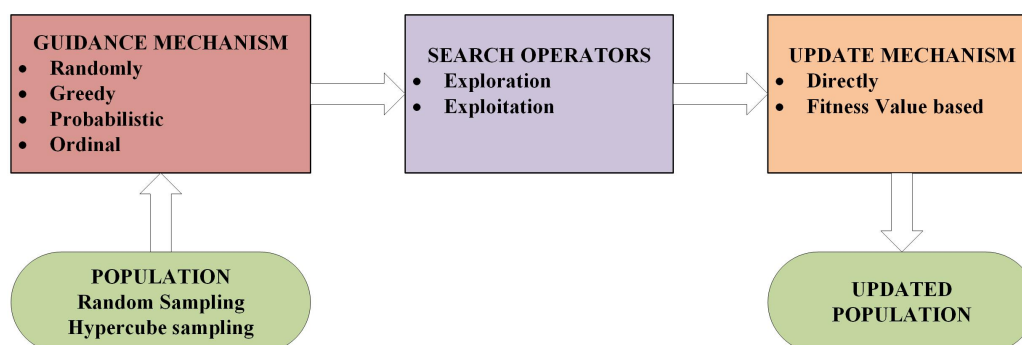 GUIDANCE MECHANISM
• Randomly
• Greedy
• Probabilistic
• Ordinal
SEARCH OPERATORS
• Exploration
• Exploitation
UPDATE MECHANISM
• Directly
• Fitness Value based
POPULATION
Random Sampling
Hypercube sampling
UPDATED
POPULATION